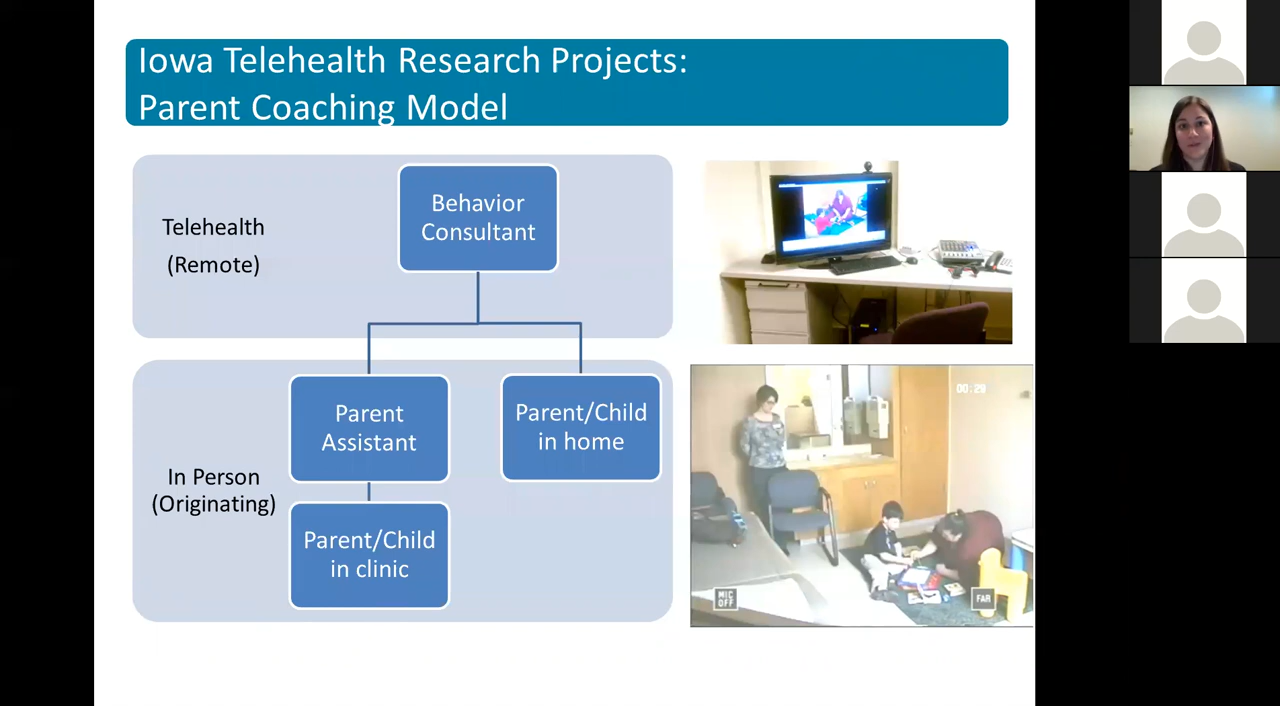 Iowa Telehealth Research Projects:
Parent Coaching Model
Telehealth
(Remote)
Behavior
Consultant
In Person
(Originating)
Parent
Assistant
Parent/Child
in home
Parent/Child
in clinic
00:29
MIC
OFF
FAR